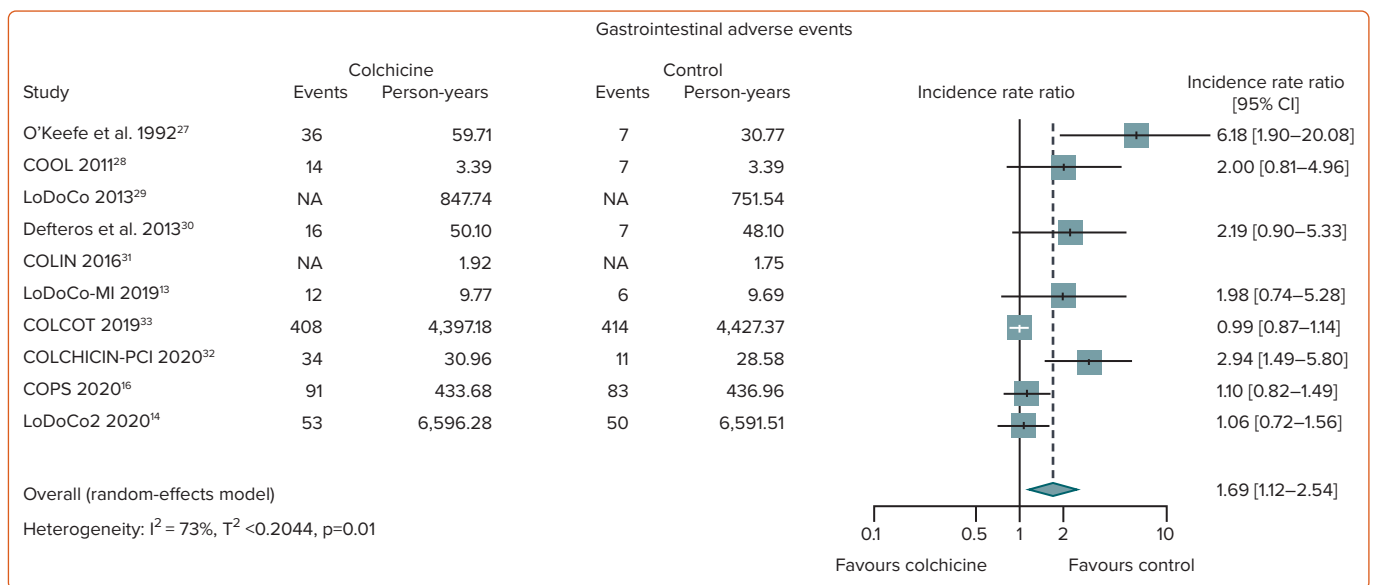 Gastrointestinal adverse events
Colchicine Control
Study Events Person-years Events Person-years Incidence rate ratio Incidence rate ratio
[95% CI]
O'Keefe et al. 1992²⁷ 36 59.71 7 30.77 6.18 [1.90–20.08]
COOL 2011²⁸ 14 3.39 7 3.39 2.00 [0.81–4.96]
LoDoCo 2013²⁹ NA 847.74 NA 751.54
Defteros et al. 2013³⁰ 16 50.10 7 48.10 2.19 [0.90–5.33]
COLIN 2016³¹ NA 1.92 NA 1.75
LoDoCo-MI 2019¹³ 12 9.77 6 9.69 1.98 [0.74–5.28]
COLCOT 2019³³ 408 4,397.18 414 4,427.37 0.99 [0.87–1.14]
COLCHICIN-PCI 2020³² 34 30.96 11 28.58 2.94 [1.49–5.80]
COPS 2020¹⁶ 91 433.68 83 436.96 1.10 [0.82–1.49]
LoDoCo2 2020¹⁴ 53 6,596.28 50 6,591.51 1.06 [0.72–1.56]
Overall (random-effects model) 1.69 [1.12–2.54]
Heterogeneity: I² = 73%, T² <0.2044, p=0.01
0.1 0.5 1 2 10
Favours colchicine Favours control